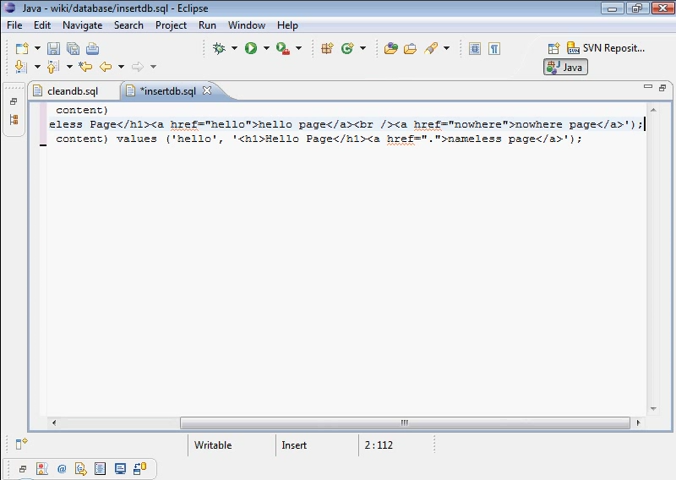 Java - wiki/database/insertdb.sql - Eclipse
File Edit Navigate Search Project Run Window Help
SVN Reposit...
Java
cleandb.sql *insertdb.sql
content)
eless Page</h1><a href="hello">hello page</a><br /><a href="nowhere">nowhere page</a>');
content) values ('hello', '<h1>Hello Page</h1><a href=".">nameless page</a>');
Writable Insert 2:112